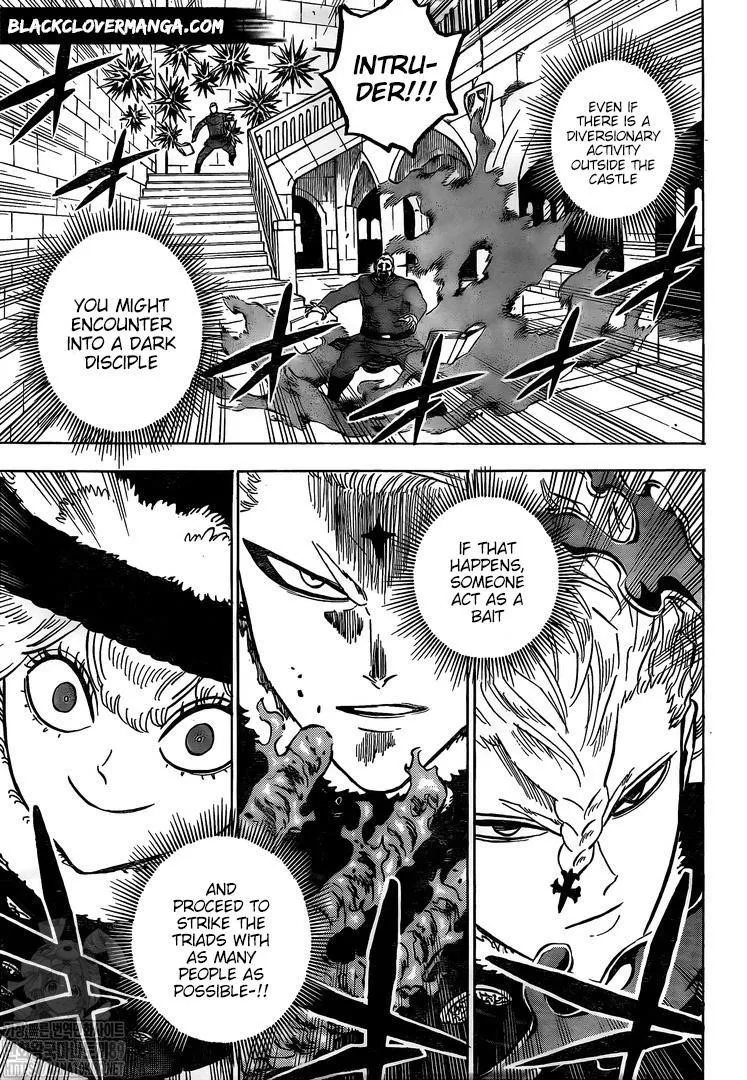 BLACKCLOVERMANGA.COM
INTRU-
DER!!!
EVEN IF
THERE IS A
DIVERSIONARY
ACTIVITY
OUTSIDE THE
CASTLE
YOU MIGHT
ENCOUNTER
INTO A DARK
DISCIPLE
IF THAT
HAPPENS,
SOMEONE
ACT AS A
BAIT
AND
PROCEED TO
STRIKE THE
TRIADS WITH
AS MANY
PEOPLE AS
POSSIBLE-!!